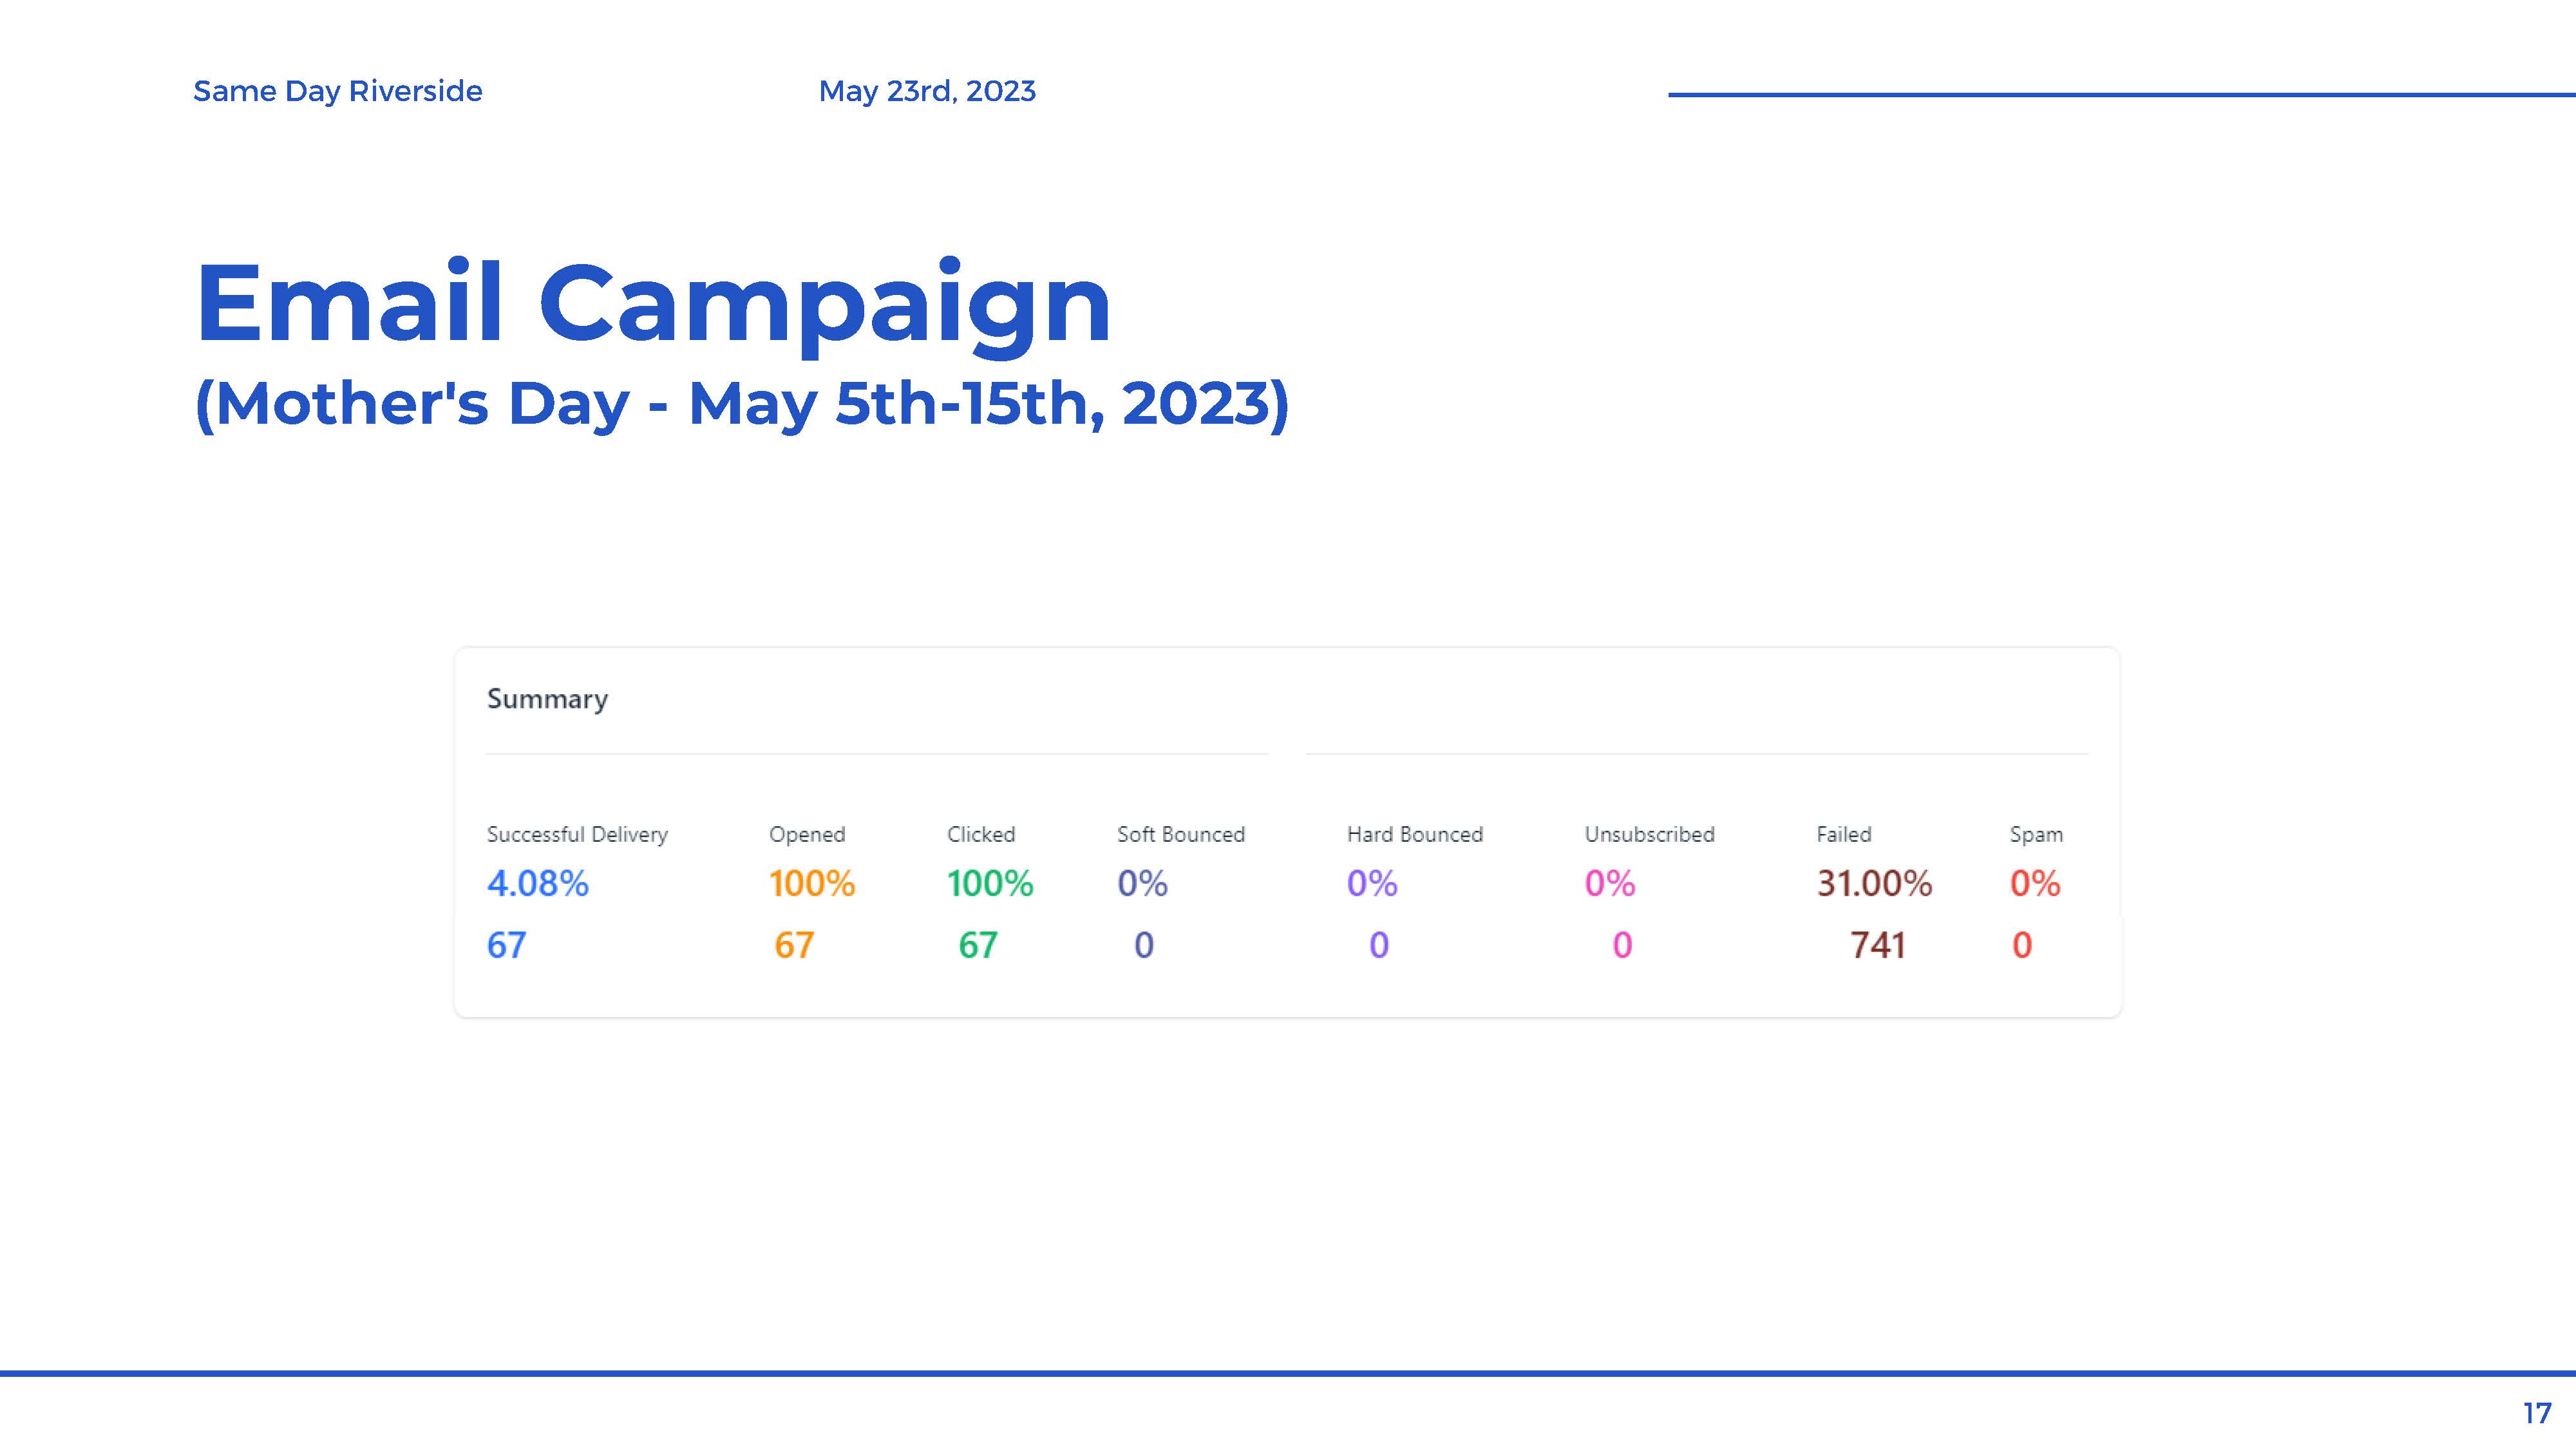 Same Day Riverside May 23rd, 2023
Email Campaign
(Mother's Day - May 5th-15th, 2023)
Summary
Successful Delivery Opened Clicked Soft Bounced Hard Bounced Unsubscribed Failed Spam
4.08% 100% 100% 0% 0% 0% 31.00% 0%
67 67 67 0 0 0 741 0
17